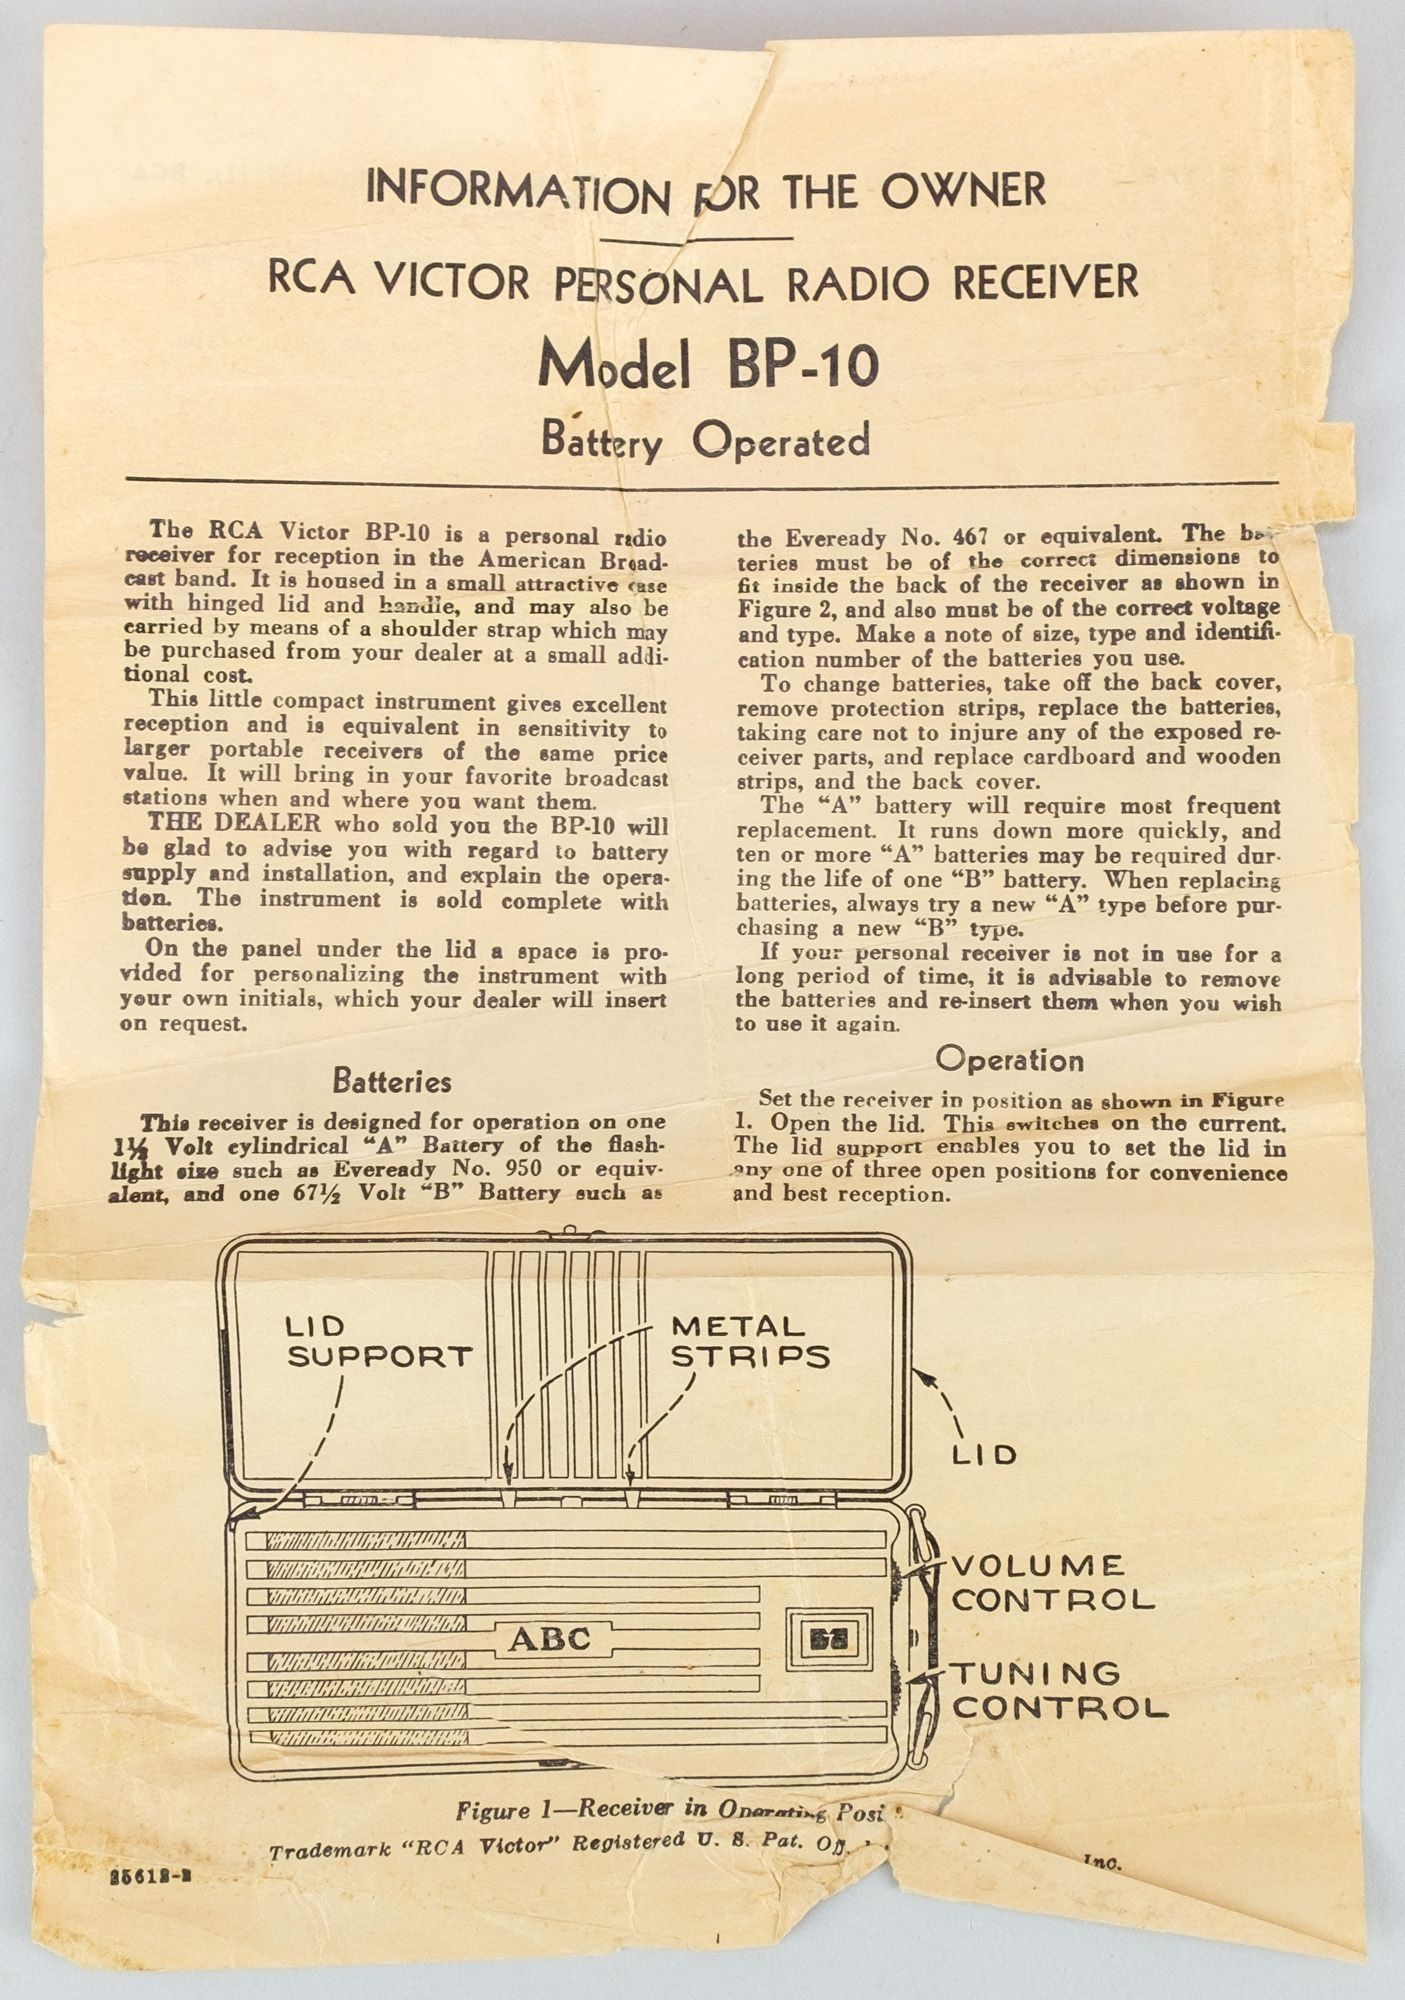 INFORMATION FOR THE OWNER
RCA VICTOR PERSONAL RADIO RECEIVER
Model BP-10
Battery Operated
The RCA Victor BP-10 is a personal radio
receiver for reception in the American Broad-
cast band. It is housed in a small attractive case
with hinged lid and handle, and may also be
carried by means of a shoulder strap which may
be purchased from your dealer at a small addi-
tional cost.
This little compact instrument gives excellent
reception and is equivalent in sensitivity to
larger portable receivers of the same price
value. It will bring in your favorite broadcast
stations when and where you want them.
THE DEALER who sold you the BP-10 will
be glad to advise you with regard to battery
supply and installation, and explain the opera-
tion. The instrument is sold complete with
batteries.
On the panel under the lid a space is pro-
vided for personalizing the instrument with
your own initials, which your dealer will insert
on request.
Batteries
This receiver is designed for operation on one
1½ Volt cylindrical "A" Battery of the flash-
light size such as Eveready No. 950 or equiv-
alent, and one 67½ Volt "B" Battery such as
the Eveready No. 467 or equivalent. The bat-
teries must be of the correct dimensions to
fit inside the back of the receiver as shown in
Figure 2, and also must be of the correct voltage
and type. Make a note of size, type and identifi-
cation number of the batteries you use.
To change batteries, take off the back cover,
remove protection strips, replace the batteries,
taking care not to injure any of the exposed re-
ceiver parts, and replace cardboard and wooden
strips, and the back cover.
The "A" battery will require most frequent
replacement. It runs down more quickly, and
ten or more "A" batteries may be required dur-
ing the life of one "B" battery. When replacing
batteries, always try a new "A" type before pur-
chasing a new "B" type.
If your personal receiver is not in use for a
long period of time, it is advisable to remove
the batteries and re-insert them when you wish
to use it again.
Operation
Set the receiver in position as shown in Figure
1. Open the lid. This switches on the current.
The lid support enables you to set the lid in
any one of three open positions for convenience
and best reception.
LID
SUPPORT
METAL
STRIPS
LID
VOLUME
CONTROL
ABC
TUNING
CONTROL
Figure 1—Receiver in Operating Posi
Trademark "RCA Victor" Registered U. S. Pat. Off.
Inc.